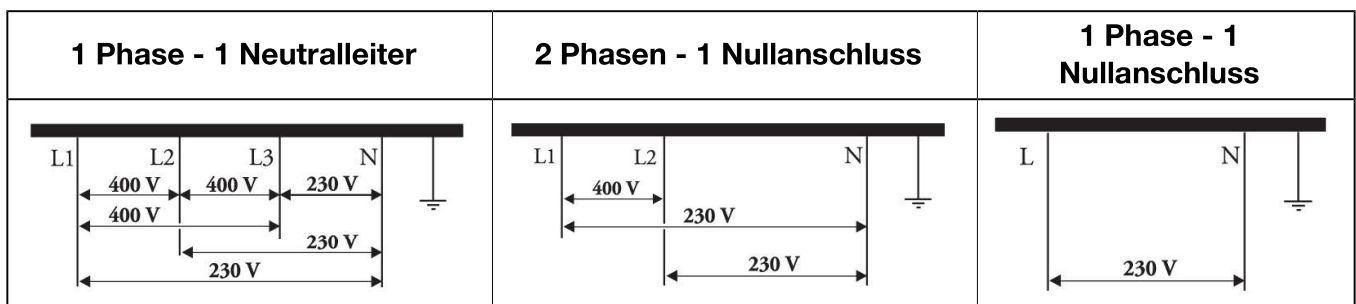 1 Phase - 1 Neutralleiter
2 Phasen - 1 Nullanschluss
1 Phase - 1
Nullanschluss
L1 L2 L3 N
400 V 400 V 230 V
400 V
230 V
230 V
L1 L2 N
400 V
230 V
230 V
L N
230 V